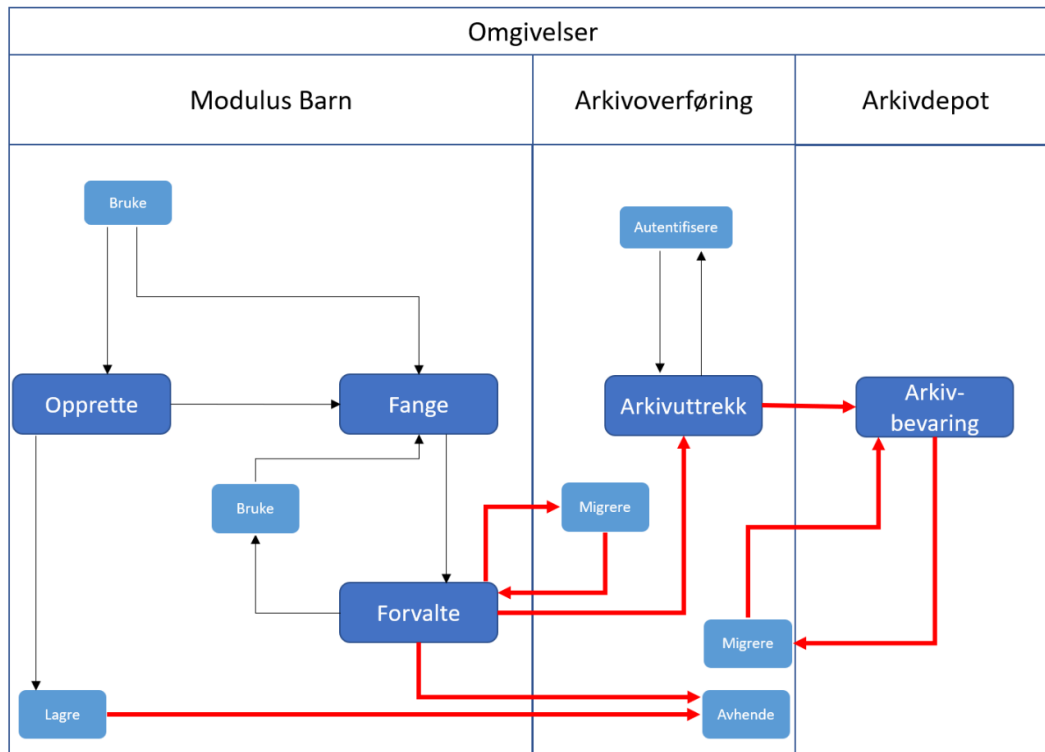 Omgivelser
Modulus Barn
Arkivoverføring
Arkivdepot
Bruke
Autentifisere
Opprette
Fange
Arkivuttrekk
Arkiv-
bevaring
Bruke
Migrere
Forvalte
Migrere
Lagre
Avhende